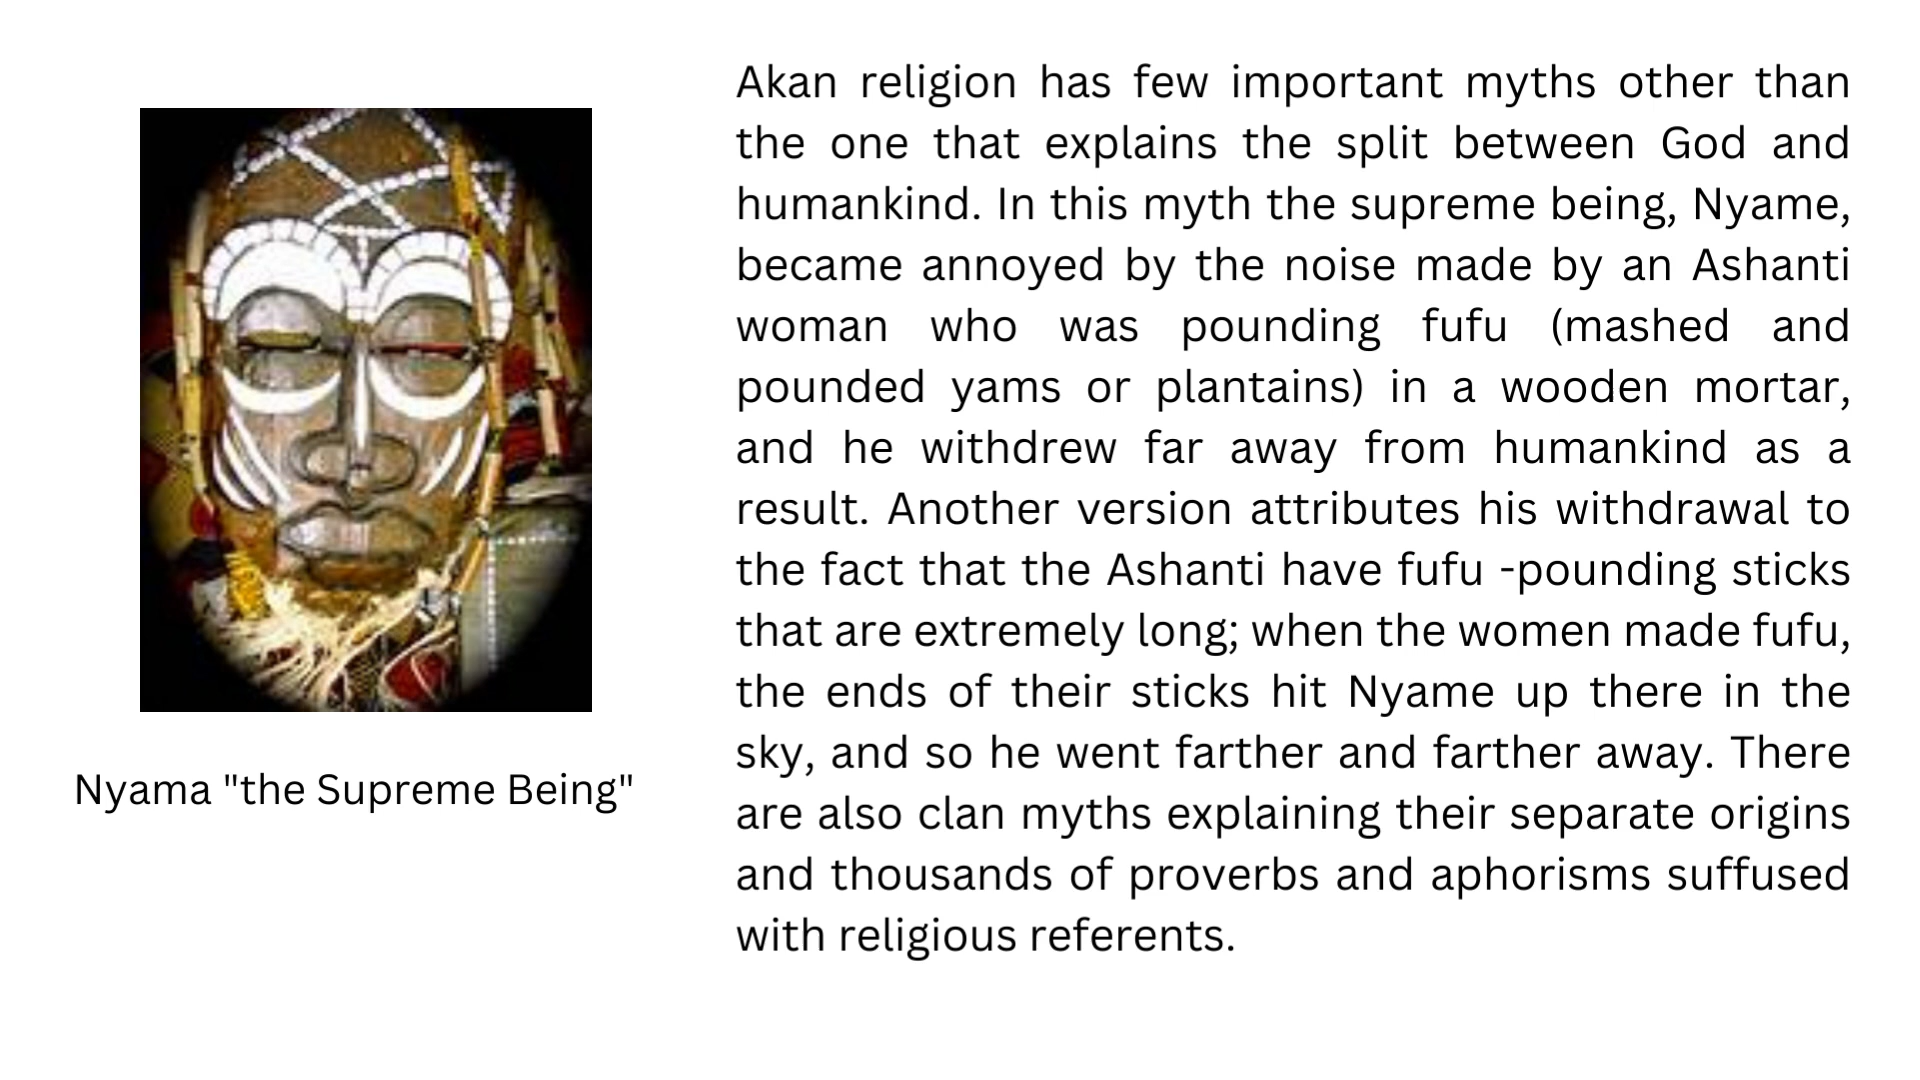 Akan religion has few important myths other than
the one that explains the split between God and
humankind. In this myth the supreme being, Nyame,
became annoyed by the noise made by an Ashanti
woman who was pounding fufu (mashed and
pounded yams or plantains) in a wooden mortar,
and he withdrew far away from humankind as a
result. Another version attributes his withdrawal to
the fact that the Ashanti have fufu -pounding sticks
that are extremely long; when the women made fufu,
the ends of their sticks hit Nyame up there in the
sky, and so he went farther and farther away. There
are also clan myths explaining their separate origins
and thousands of proverbs and aphorisms suffused
with religious referents.
Nyama "the Supreme Being"